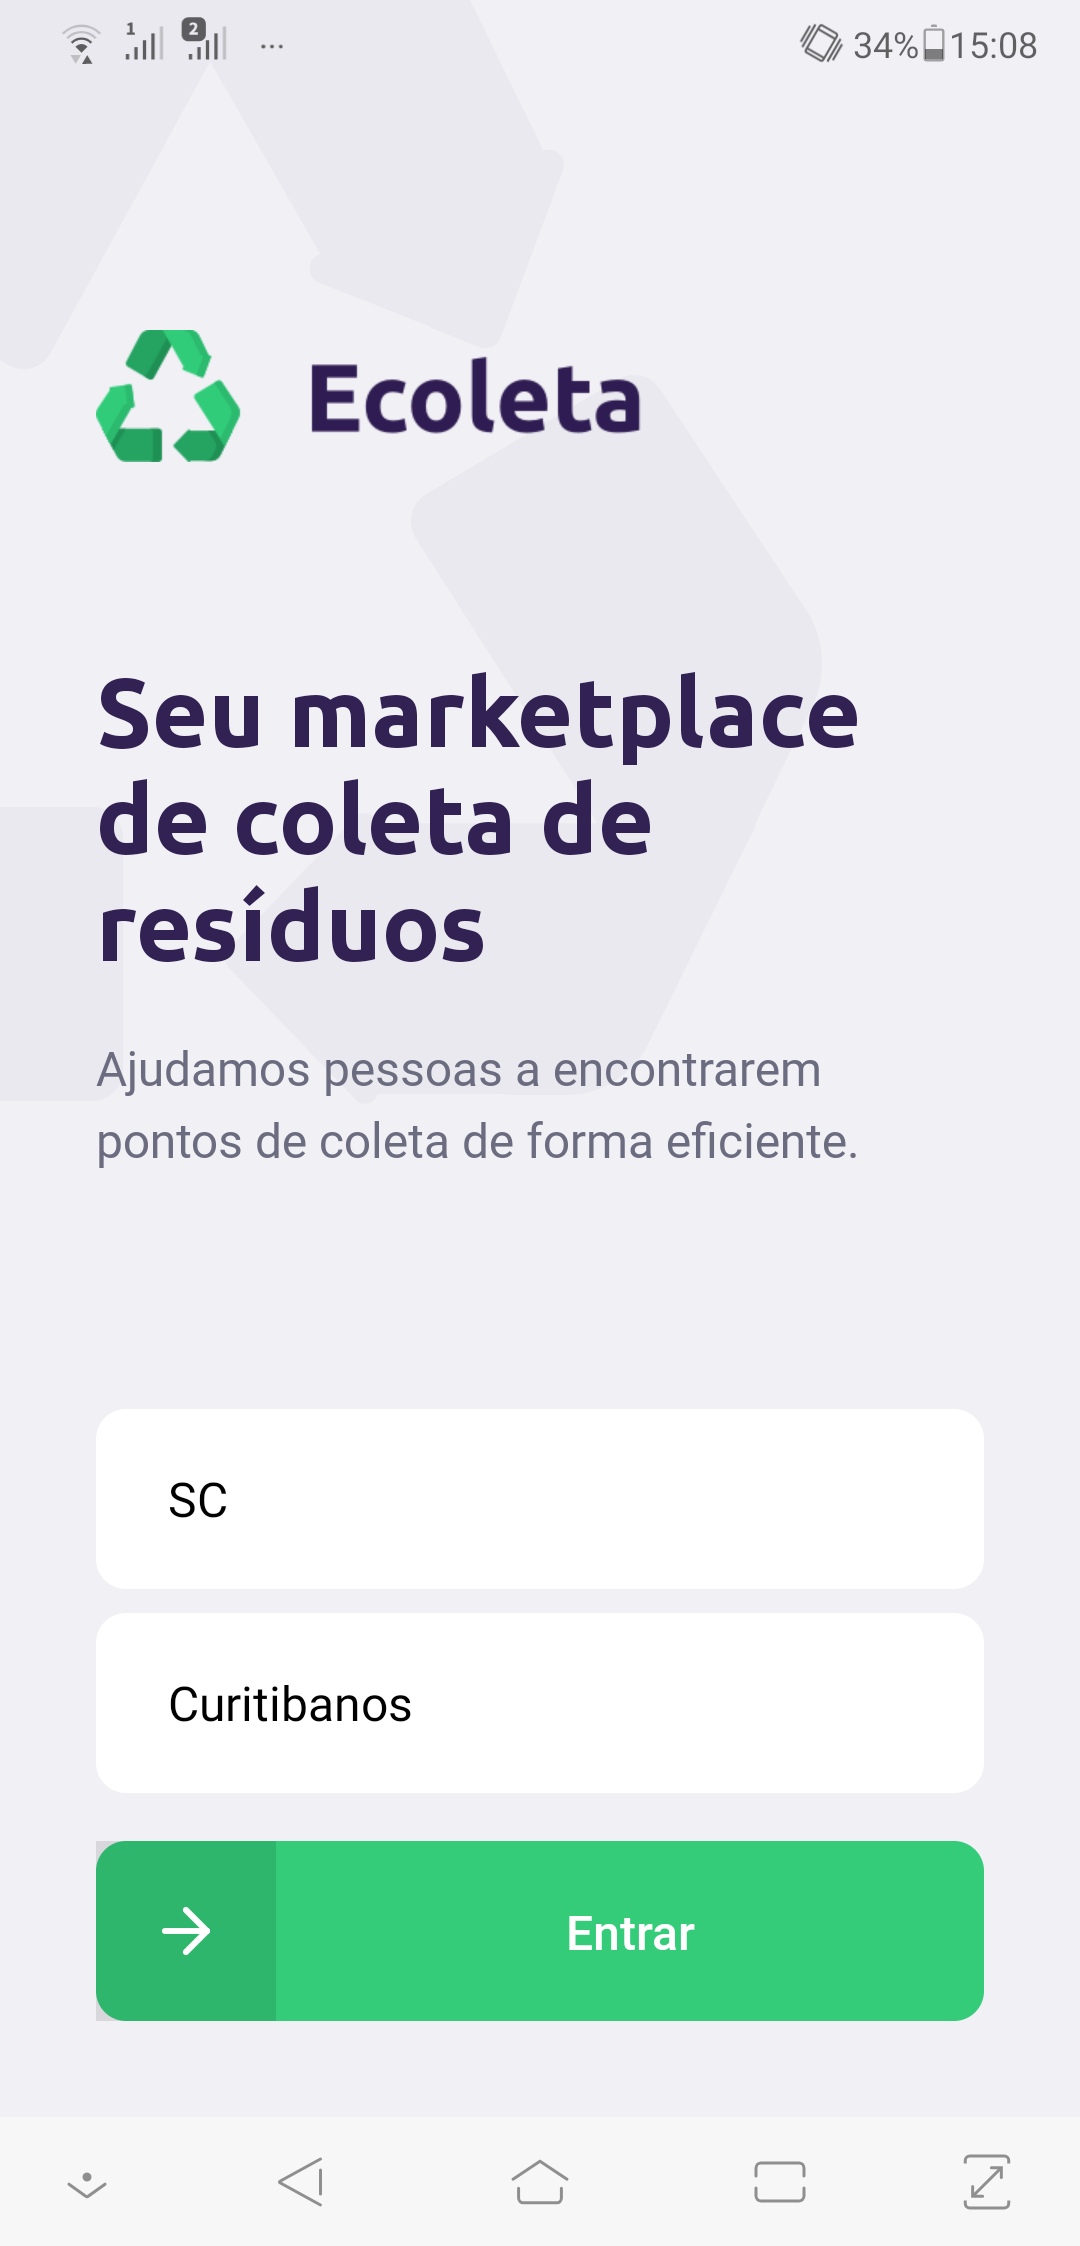 1 2 ... 34% 15:08
Ecoleta
Seu marketplace
de coleta de
resíduos
Ajudamos pessoas a encontrarem
pontos de coleta de forma eficiente.
SC
Curitibanos
Entrar